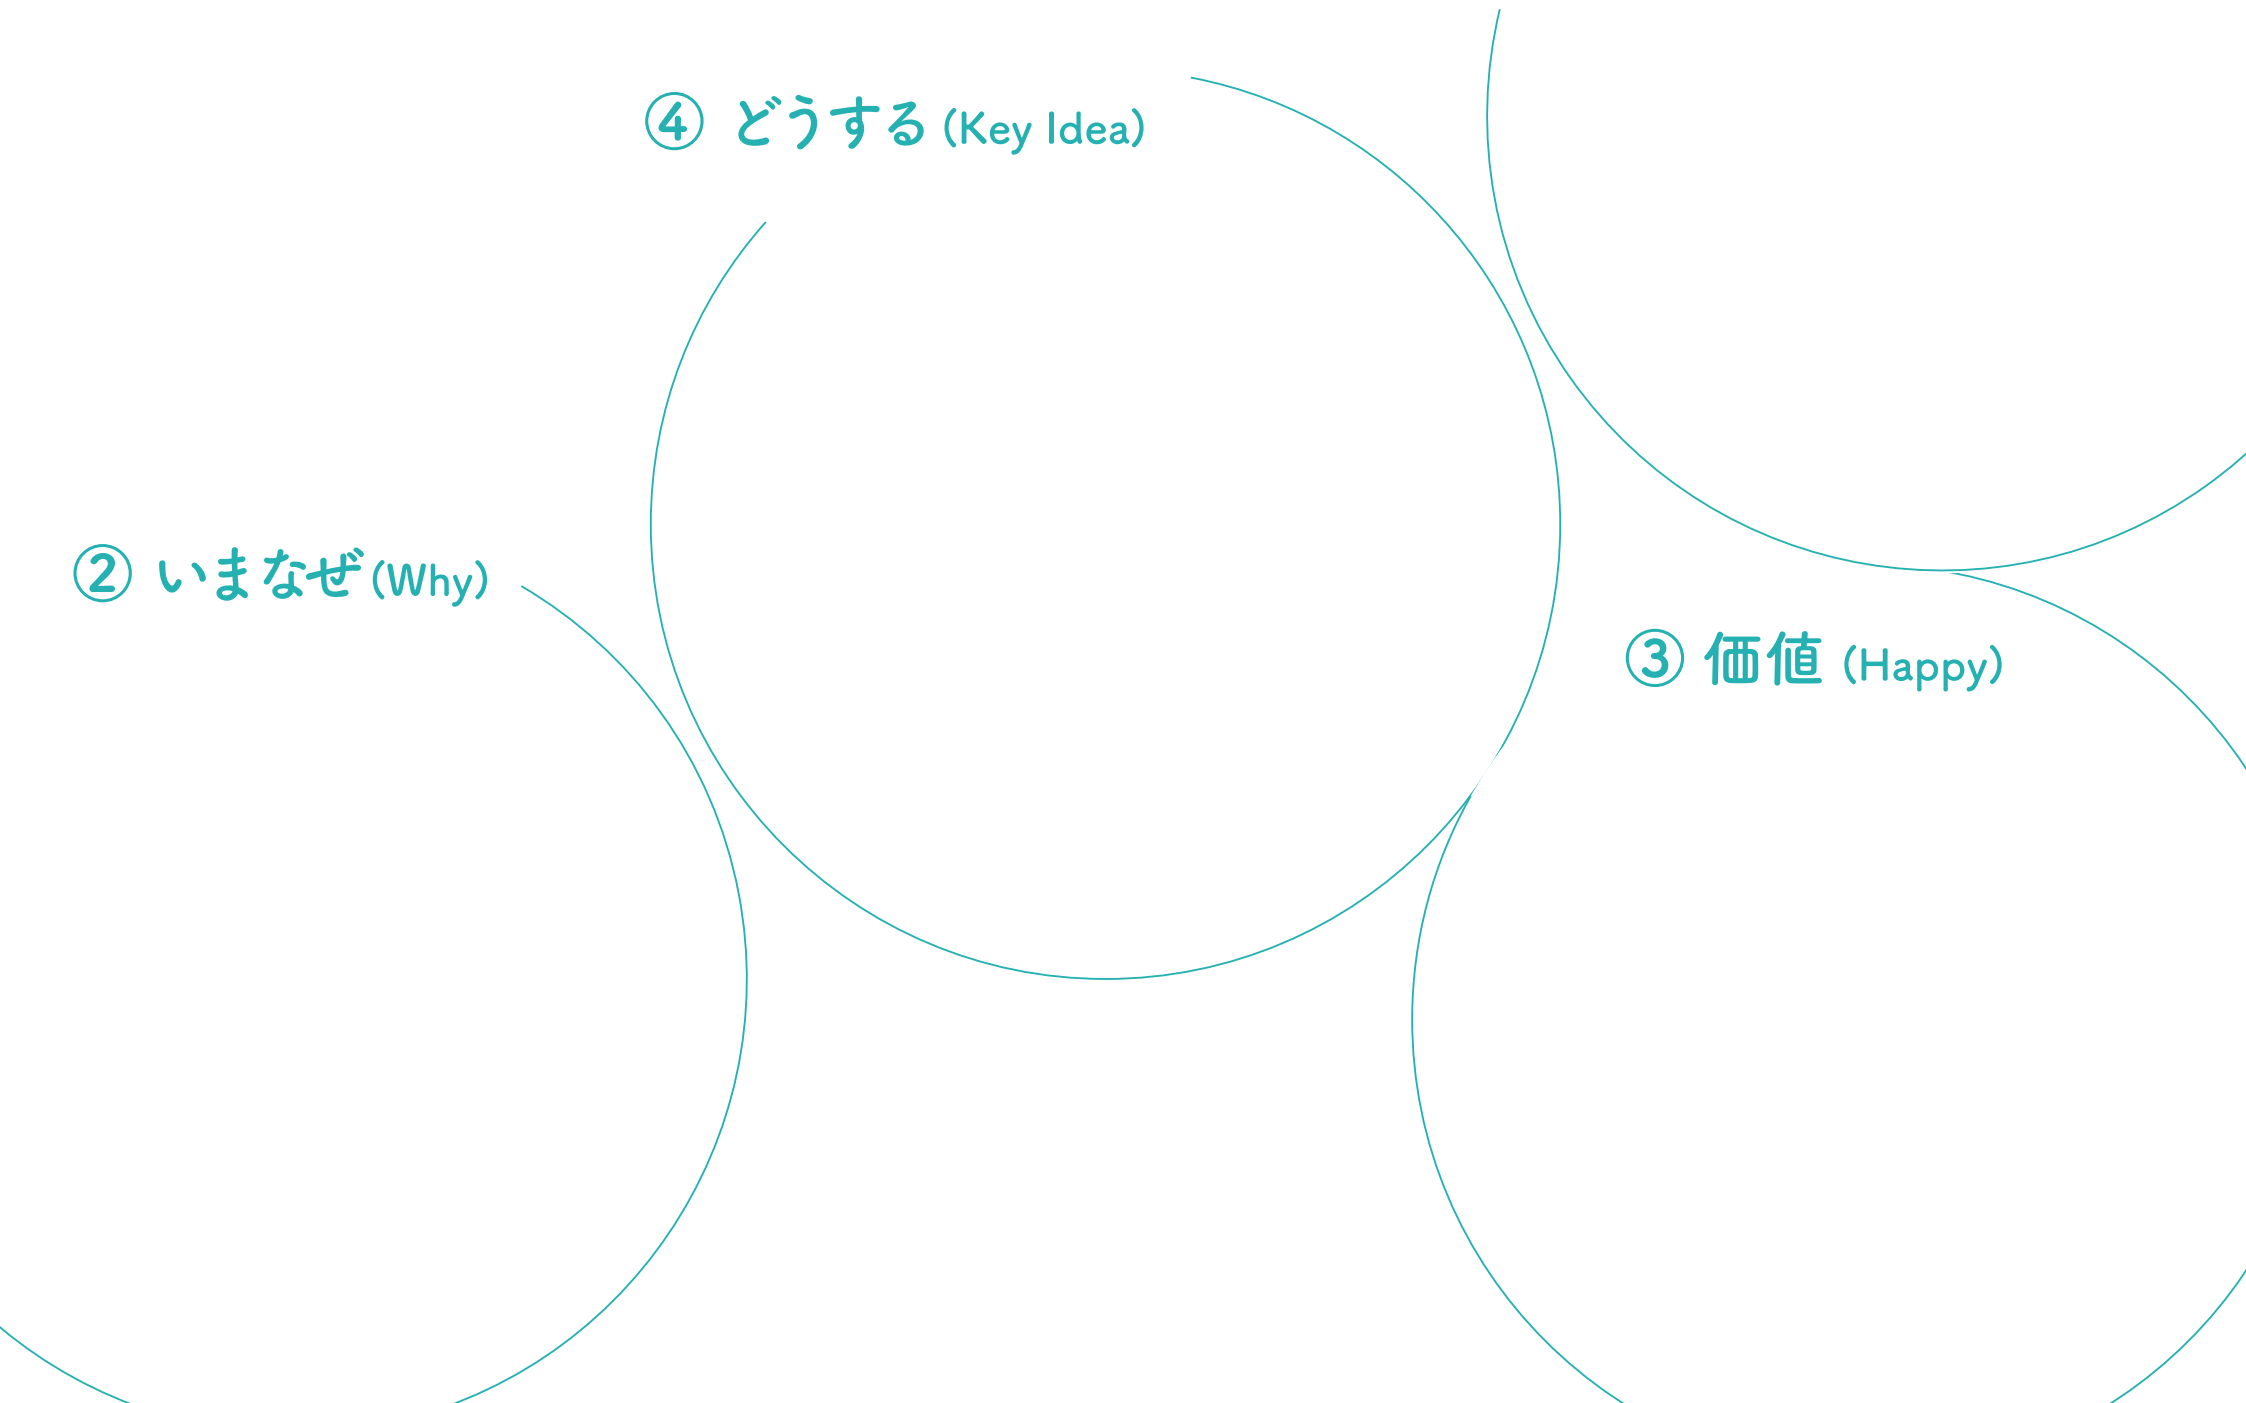 ④ どうする (Key Idea)
② いまなぜ (Why)
③ 価値 (Happy)